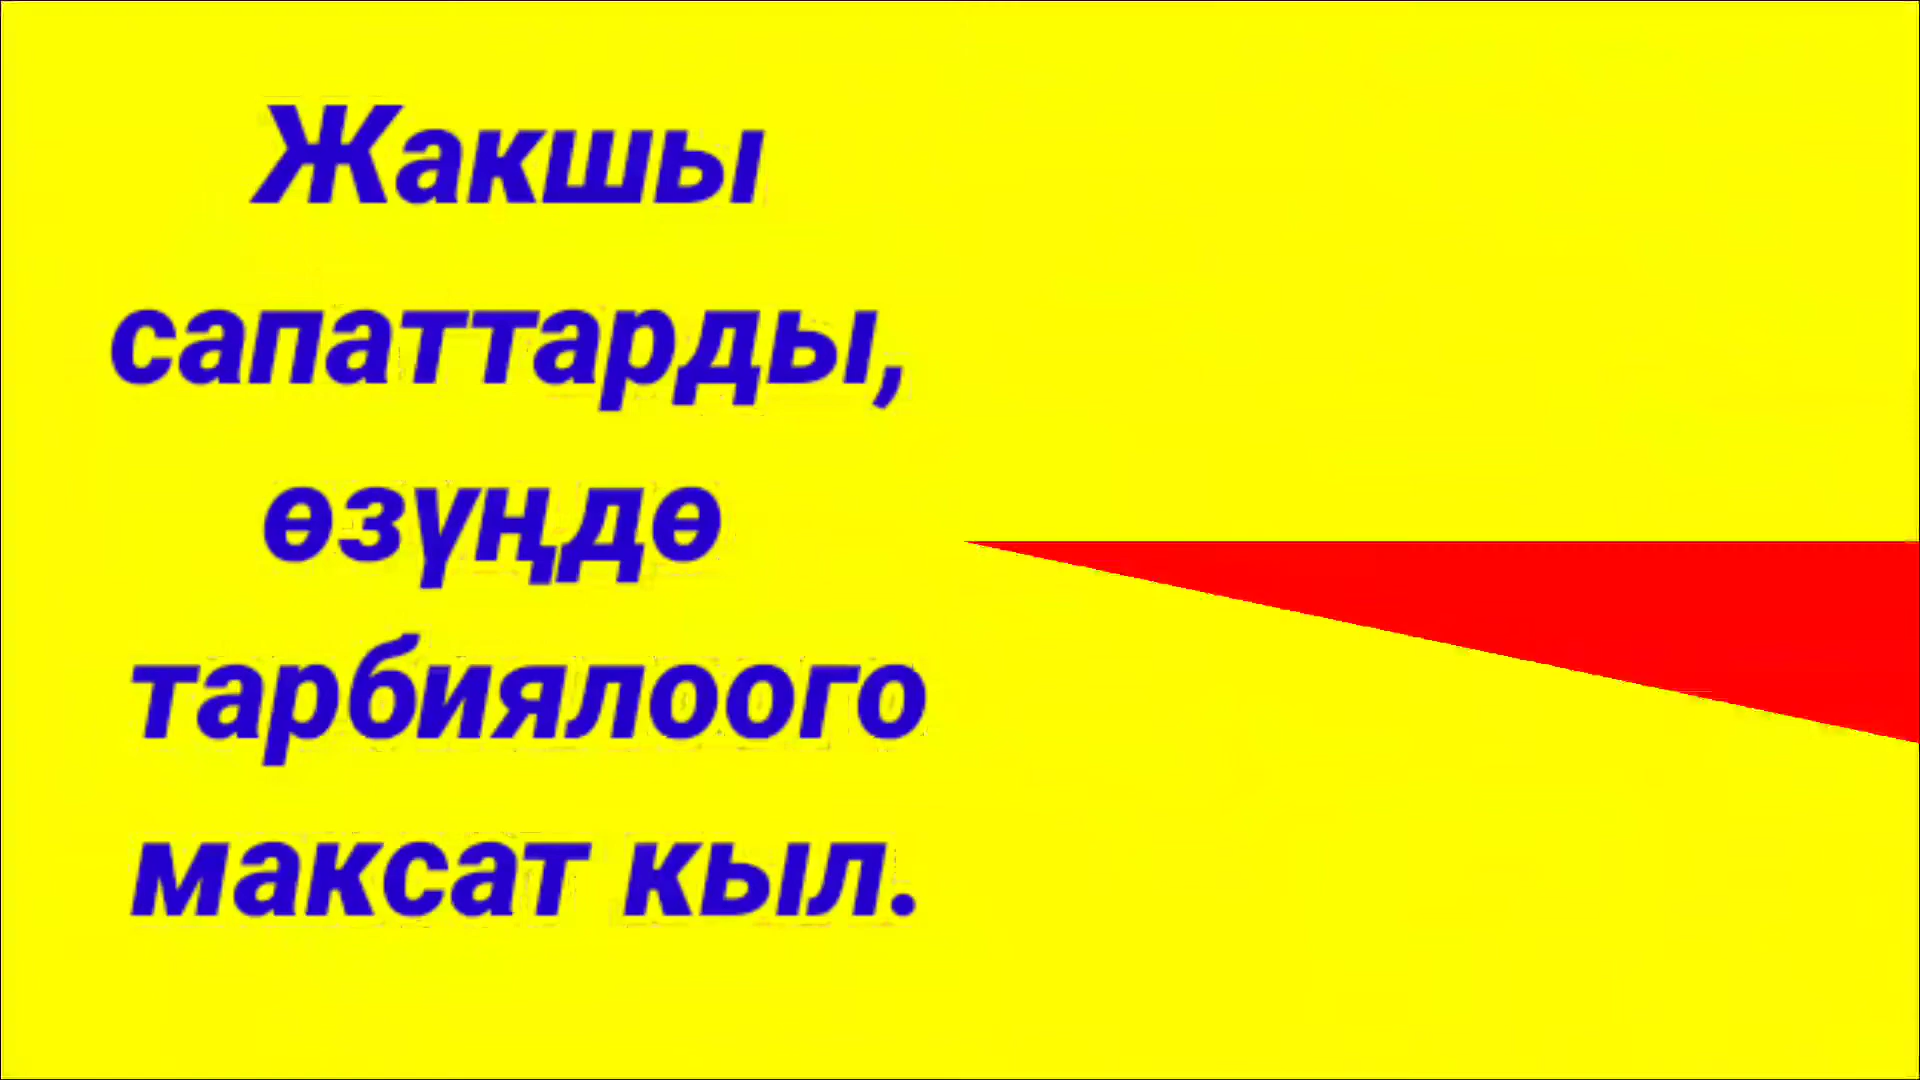 Жакшы
сапаттарды,
өзүңдө
тарбиялоого
максат кыл.